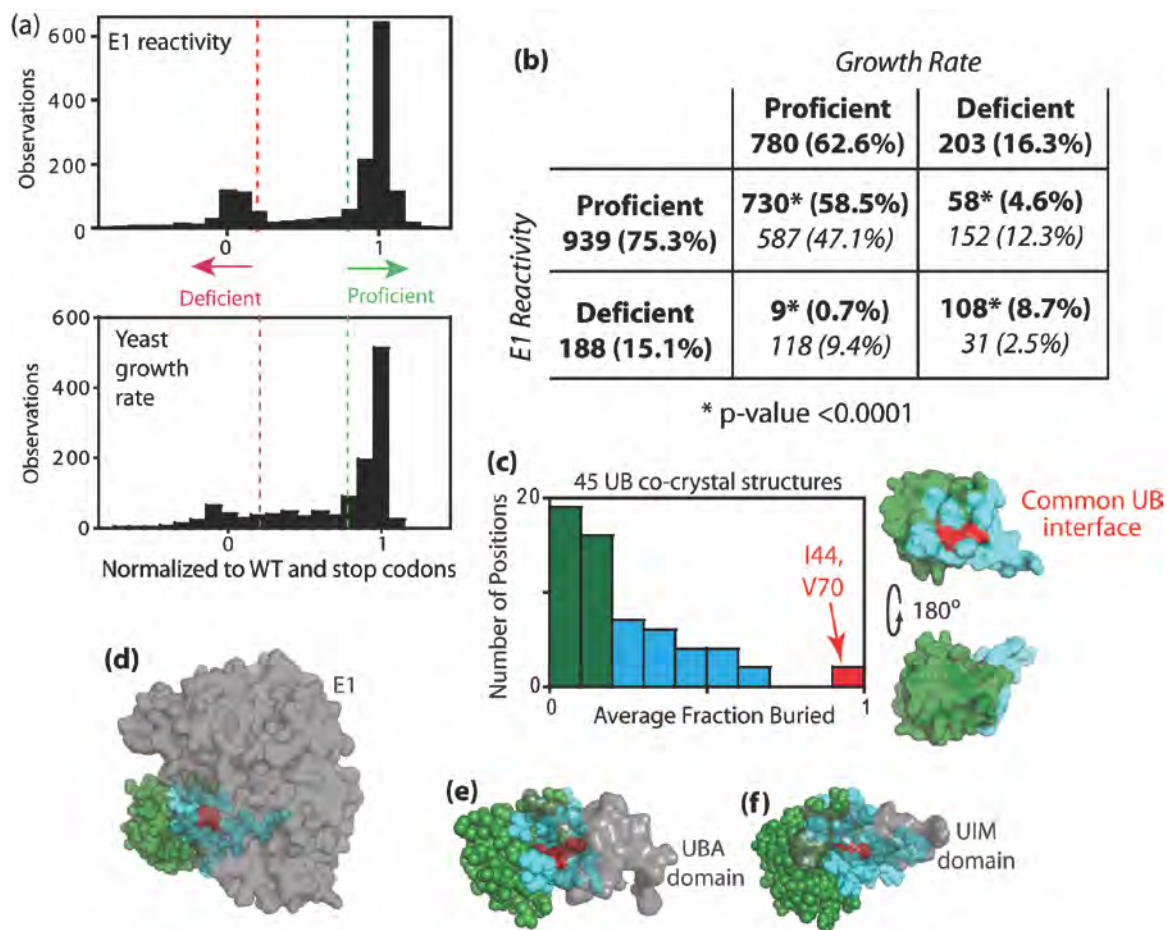 (a)
E1 reactivity
Observations
600
400
200
0
0
1
Deficient
Proficient
Yeast
growth
rate
Observations
600
400
200
0
0
1
Normalized to WT and stop codons
(b)
Growth Rate
Proficient
780 (62.6%)
Deficient
203 (16.3%)
E1 Reactivity
Proficient
939 (75.3%)
730* (58.5%)
587 (47.1%)
58* (4.6%)
152 (12.3%)
Deficient
188 (15.1%)
9* (0.7%)
118 (9.4%)
108* (8.7%)
31 (2.5%)
* p-value <0.0001
(c)
45 UB co-crystal structures
Number of Positions
20
0
I44,
V70
0
1
Average Fraction Buried
Common UB
interface
180°
(d)
E1
(e)
UBA
domain
(f)
UIM
domain